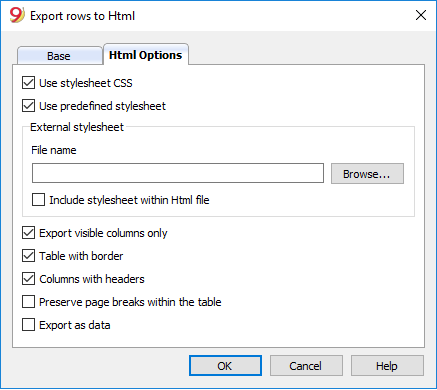 Export rows to Html
Base
Html Options
Use stylesheet CSS
Use predefined stylesheet
External stylesheet
File name
Browse...
Include stylesheet within Html file
Export visible columns only
Table with border
Columns with headers
Preserve page breaks within the table
Export as data
OK
Cancel
Help